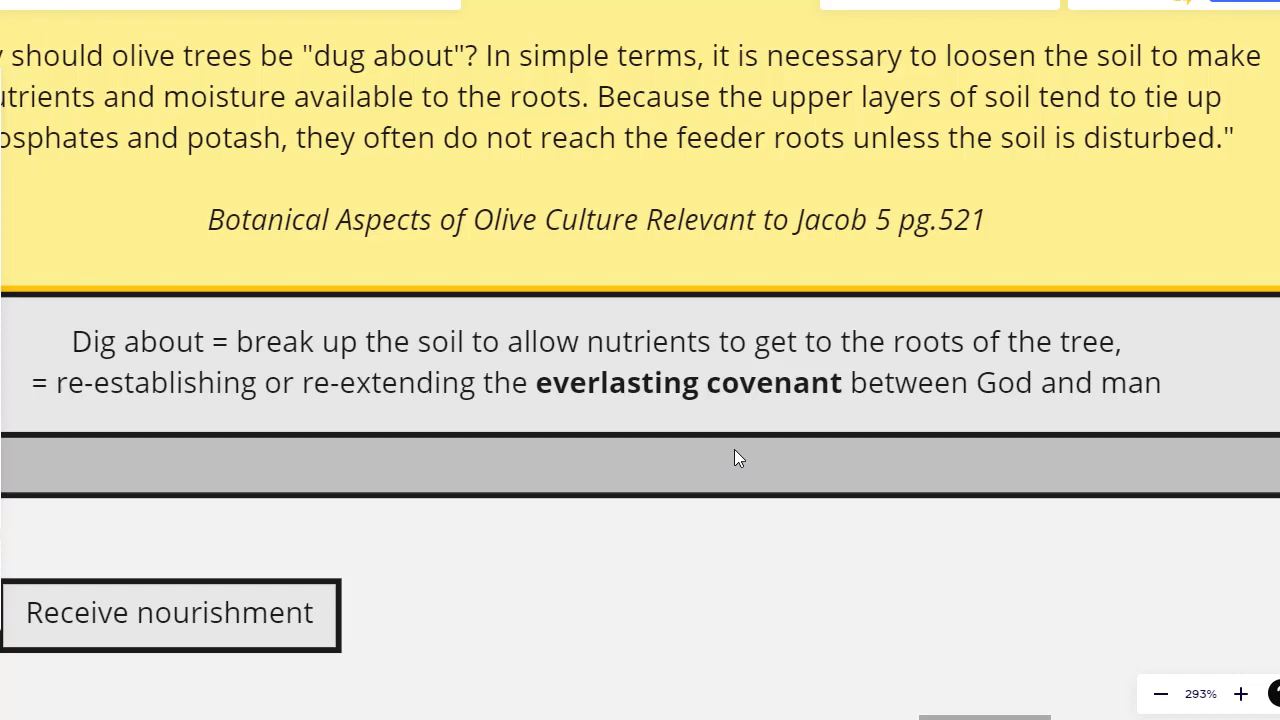 should olive trees be "dug about"? In simple terms, it is necessary to loosen the soil to make
and moisture available to the roots. Because the upper layers of soil tend to tie up
and potash, they often do not reach the feeder roots unless the soil is disturbed."
Botanical Aspects of Olive Culture Relevant to Jacob 5 pg.521
Dig about = break up the soil to allow nutrients to get to the roots of the tree,
= re-establishing or re-extending the everlasting covenant between God and man
Receive nourishment
293%